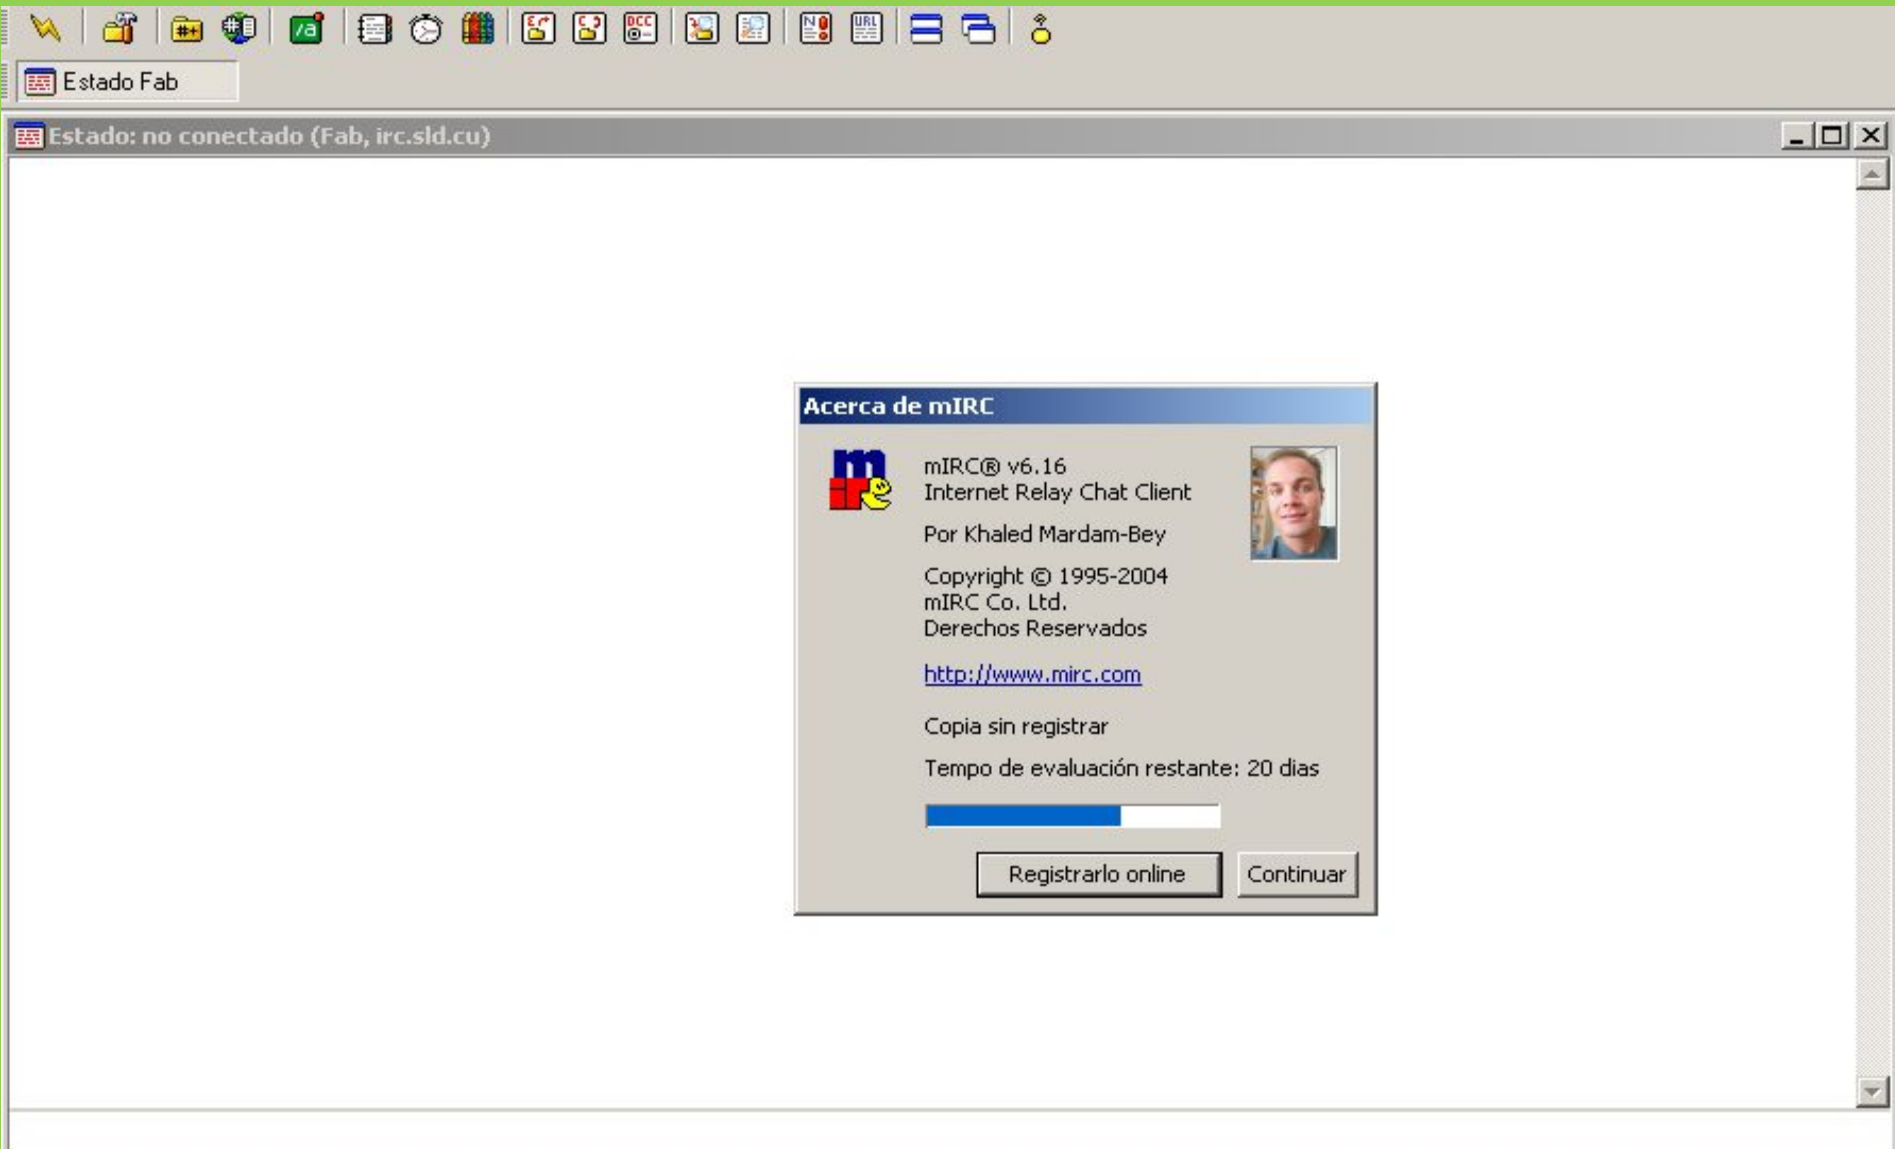 /a
DCC
URL
Estado Fab
Estado: no conectado (Fab, irc.sld.cu)
Acerca de mIRC
mIRC® v6.16
Internet Relay Chat Client
Por Khaled Mardam-Bey
Copyright © 1995-2004
mIRC Co. Ltd.
Derechos Reservados
http://www.mirc.com
Copia sin registrar
Tempo de evaluación restante: 20 dias
Registrarlo online
Continuar